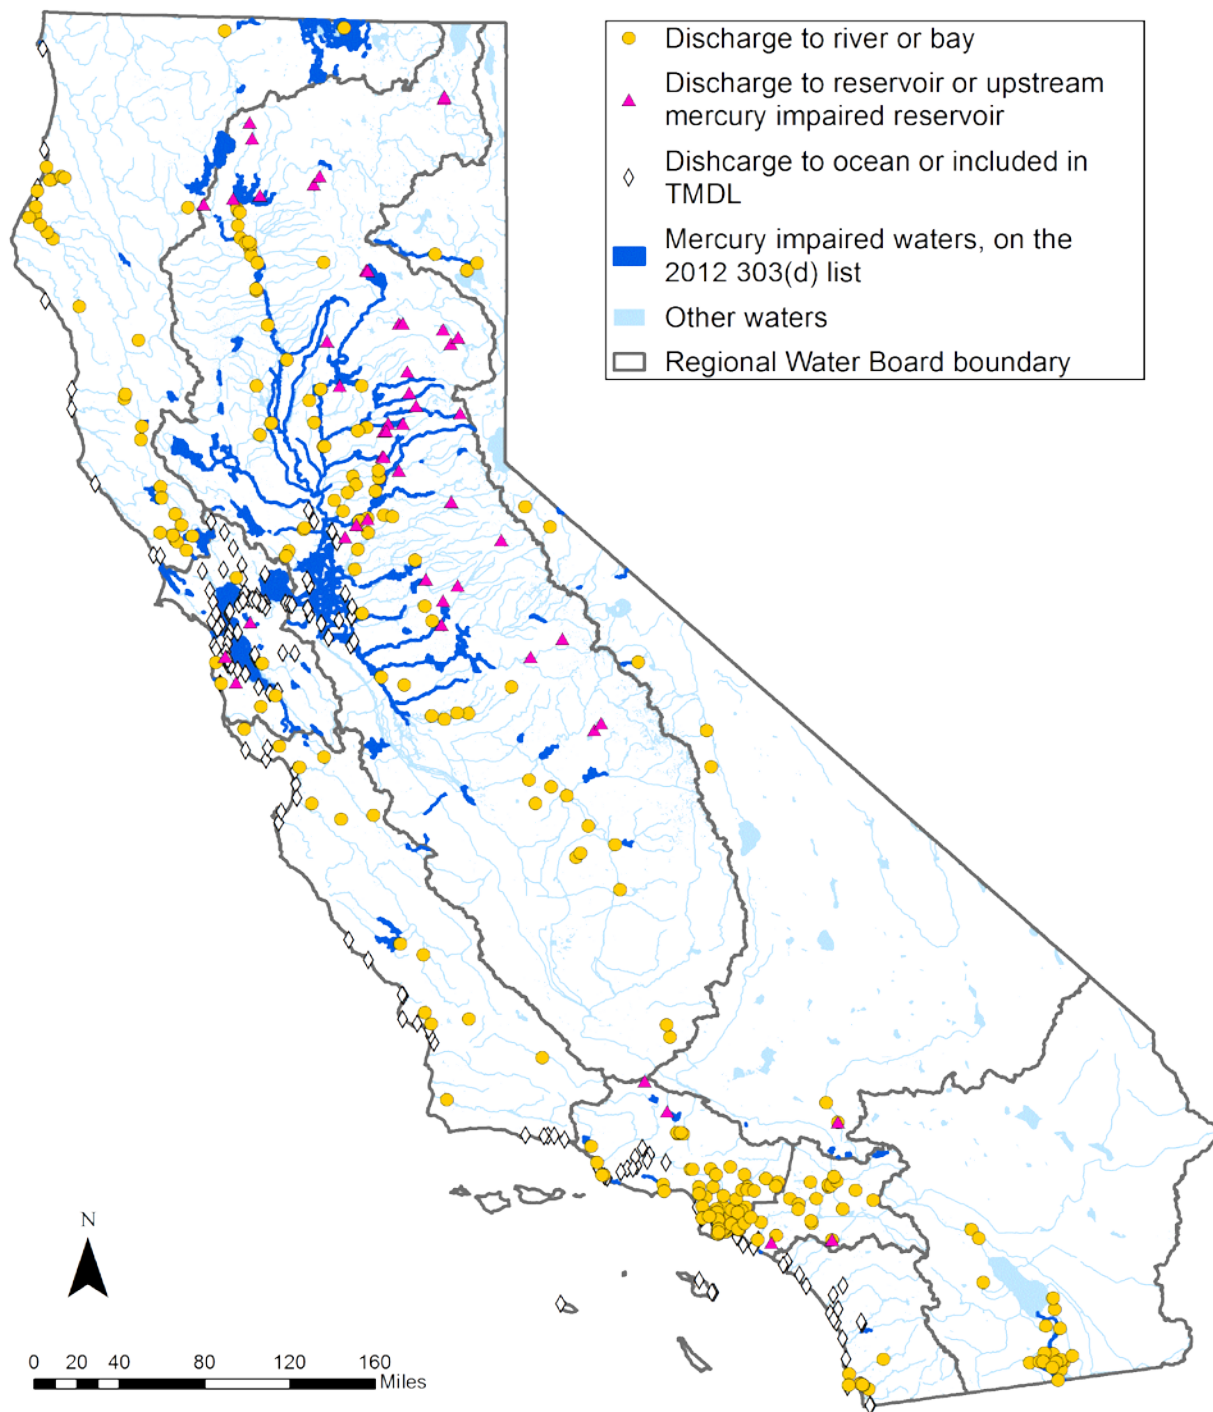 Discharge to river or bay
Discharge to reservoir or upstream
mercury impaired reservoir
Dishcarge to ocean or included in
TMDL
Mercury impaired waters, on the
2012 303(d) list
Other waters
Regional Water Board boundary
N
0 20 40 80 120 160
Miles